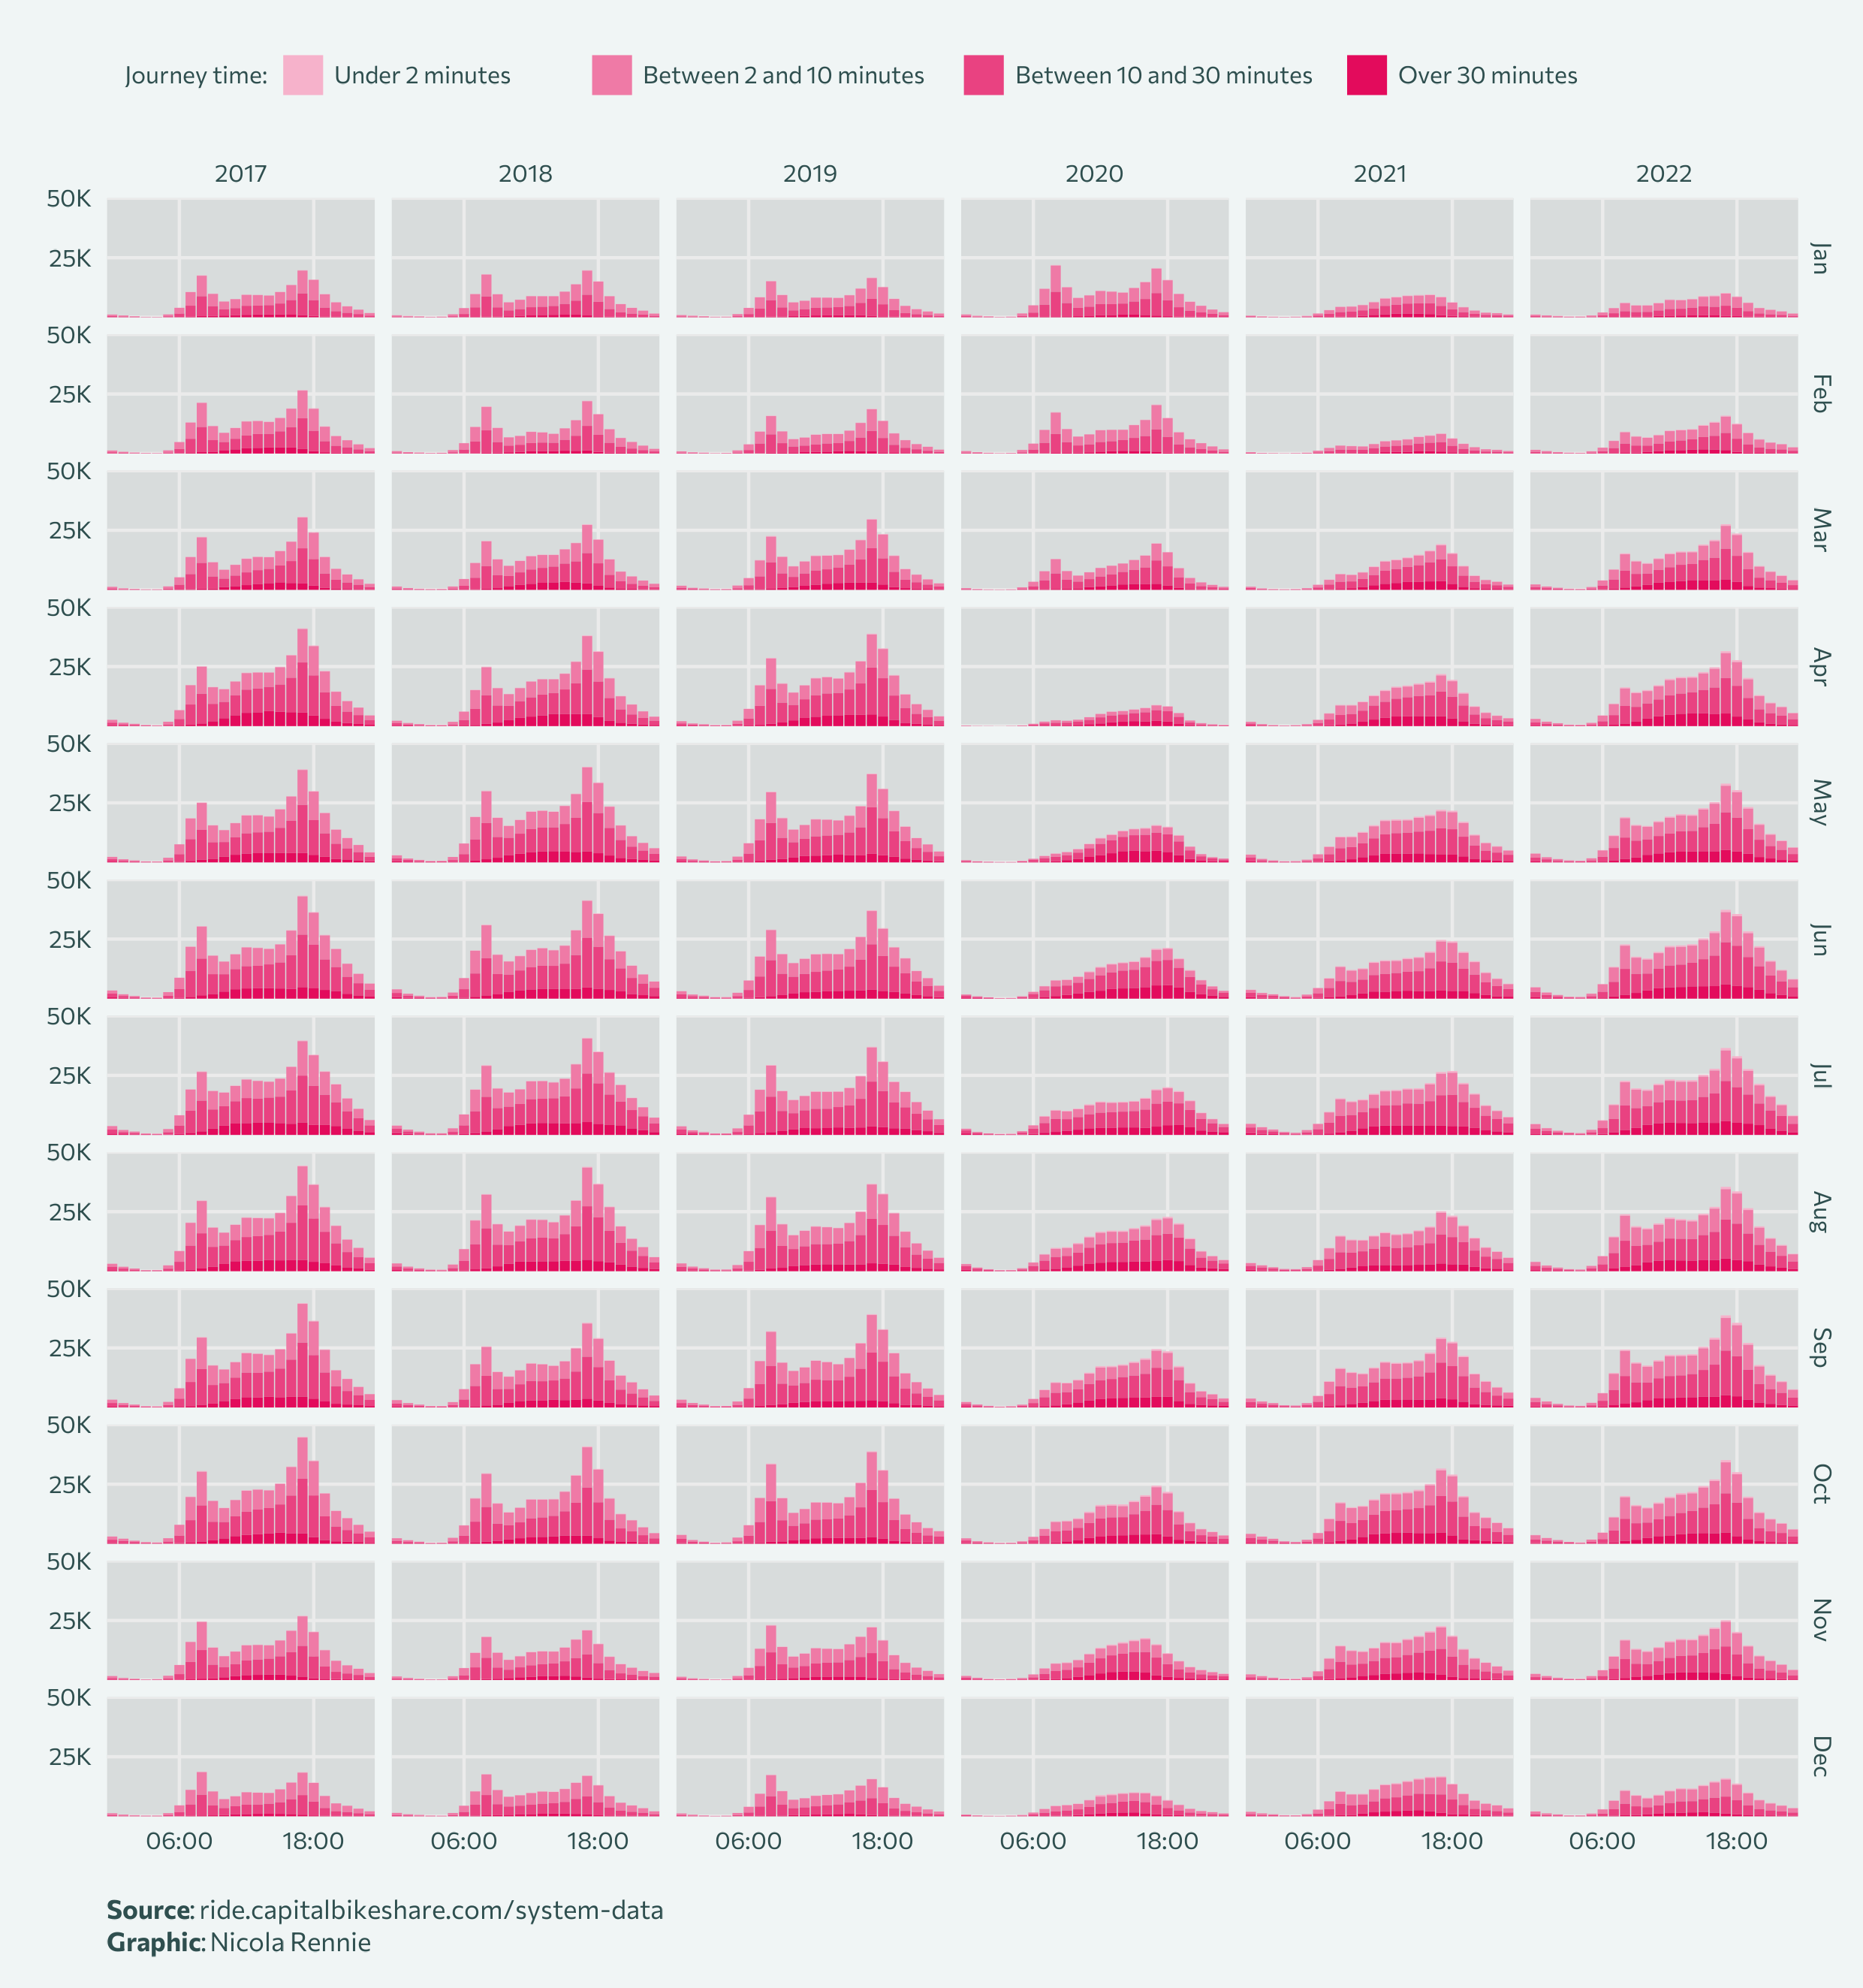 Journey time: Under 2 minutes Between 2 and 10 minutes Between 10 and 30 minutes Over 30 minutes
2017 2018 2019 2020 2021 2022
50K
25K
Jan
50K
25K
Feb
50K
25K
Mar
50K
25K
Apr
50K
25K
May
50K
25K
Jun
50K
25K
Jul
50K
25K
Aug
50K
25K
Sep
50K
25K
Oct
50K
25K
Nov
50K
25K
Dec
06:00 18:00 06:00 18:00 06:00 18:00 06:00 18:00 06:00 18:00 06:00 18:00
Source: ride.capitalbikeshare.com/system-data
Graphic: Nicola Rennie